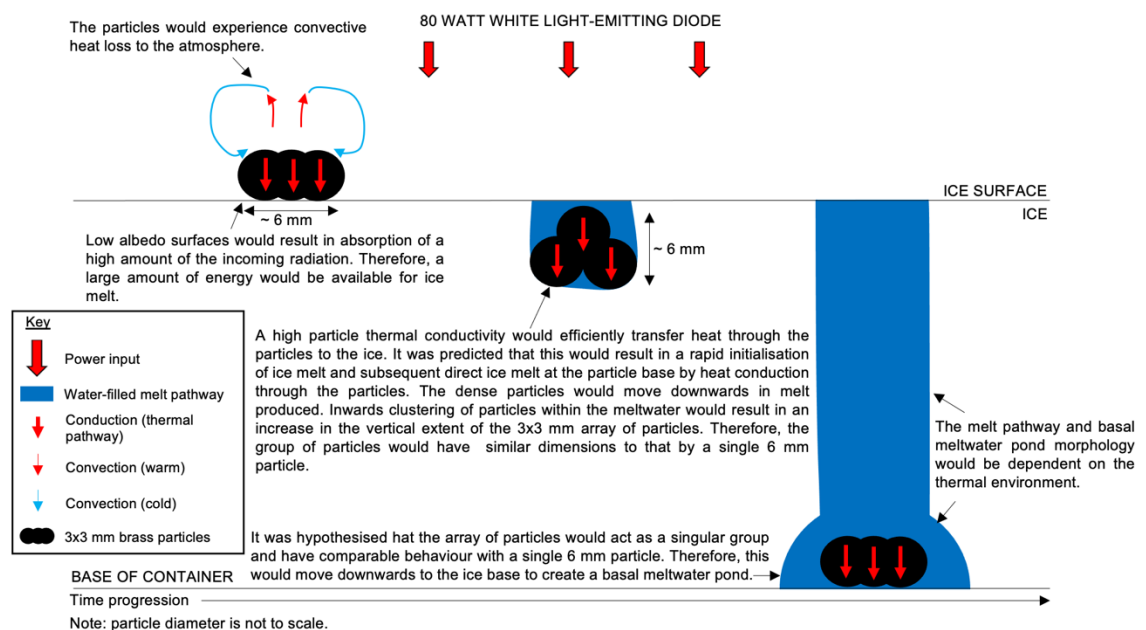 80 WATT WHITE LIGHT-EMITTING DIODE
The particles would experience convective
heat loss to the atmosphere.
ICE SURFACE
ICE
~ 6 mm
Low albedo surfaces would result in absorption of a
high amount of the incoming radiation. Therefore, a
large amount of energy would be available for ice
melt.
~ 6 mm
Key
Power input
Water-filled melt pathway
Conduction (thermal
pathway)
Convection (warm)
Convection (cold)
3x3 mm brass particles
A high particle thermal conductivity would efficiently transfer heat through the
particles to the ice. It was predicted that this would result in a rapid initialisation
of ice melt and subsequent direct ice melt at the particle base by heat conduction
through the particles. The dense particles would move downwards in melt
produced. Inwards clustering of particles within the meltwater would result in an
increase in the vertical extent of the 3x3 mm array of particles. Therefore, the
group of particles would have similar dimensions to that by a single 6 mm
particle.
The melt pathway and basal
meltwater pond morphology
would be dependent on the
thermal environment.
It was hypothesised hat the array of particles would act as a singular group
and have comparable behaviour with a single 6 mm particle. Therefore, this
would move downwards to the ice base to create a basal meltwater pond.
BASE OF CONTAINER
Time progression
Note: particle diameter is not to scale.